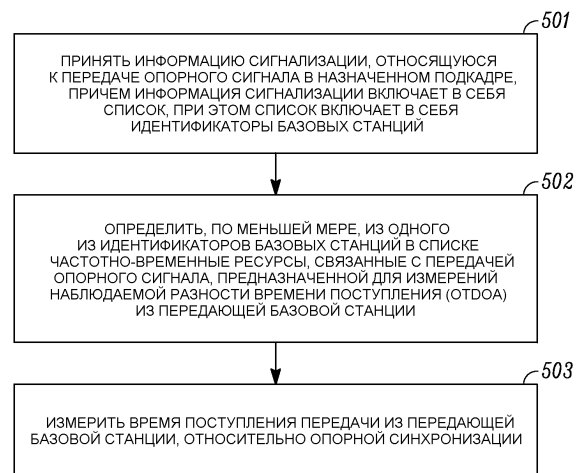 501
ПРИНЯТЬ ИНФОРМАЦИЮ СИГНАЛИЗАЦИИ, ОТНОСЯЩУЮСЯ
К ПЕРЕДАЧЕ ОПОРНОГО СИГНАЛА В НАЗНАЧЕННОМ ПОДКАДРЕ,
ПРИЧЕМ ИНФОРМАЦИЯ СИГНАЛИЗАЦИИ ВКЛЮЧАЕТ В СЕБЯ
СПИСОК, ПРИ ЭТОМ СПИСОК ВКЛЮЧАЕТ В СЕБЯ
ИДЕНТИФИКАТОРЫ БАЗОВЫХ СТАНЦИЙ
502
ОПРЕДЕЛИТЬ, ПО МЕНЬШЕЙ МЕРЕ, ИЗ ОДНОГО
ИЗ ИДЕНТИФИКАТОРОВ БАЗОВЫХ СТАНЦИЙ В СПИСКЕ
ЧАСТОТНО-ВРЕМЕННЫЕ РЕСУРСЫ, СВЯЗАННЫЕ С ПЕРЕДАЧЕЙ
ОПОРНОГО СИГНАЛА, ПРЕДНАЗНАЧЕННОЙ ДЛЯ ИЗМЕРЕНИЙ
НАБЛЮДАЕМОЙ РАЗНОСТИ ВРЕМЕНИ ПОСТУПЛЕНИЯ (OTDOA)
ИЗ ПЕРЕДАЮЩЕЙ БАЗОВОЙ СТАНЦИИ
503
ИЗМЕРИТЬ ВРЕМЯ ПОСТУПЛЕНИЯ ПЕРЕДАЧИ ИЗ ПЕРЕДАЮЩЕЙ
БАЗОВОЙ СТАНЦИИ, ОТНОСИТЕЛЬНО ОПОРНОЙ СИНХРОНИЗАЦИИ